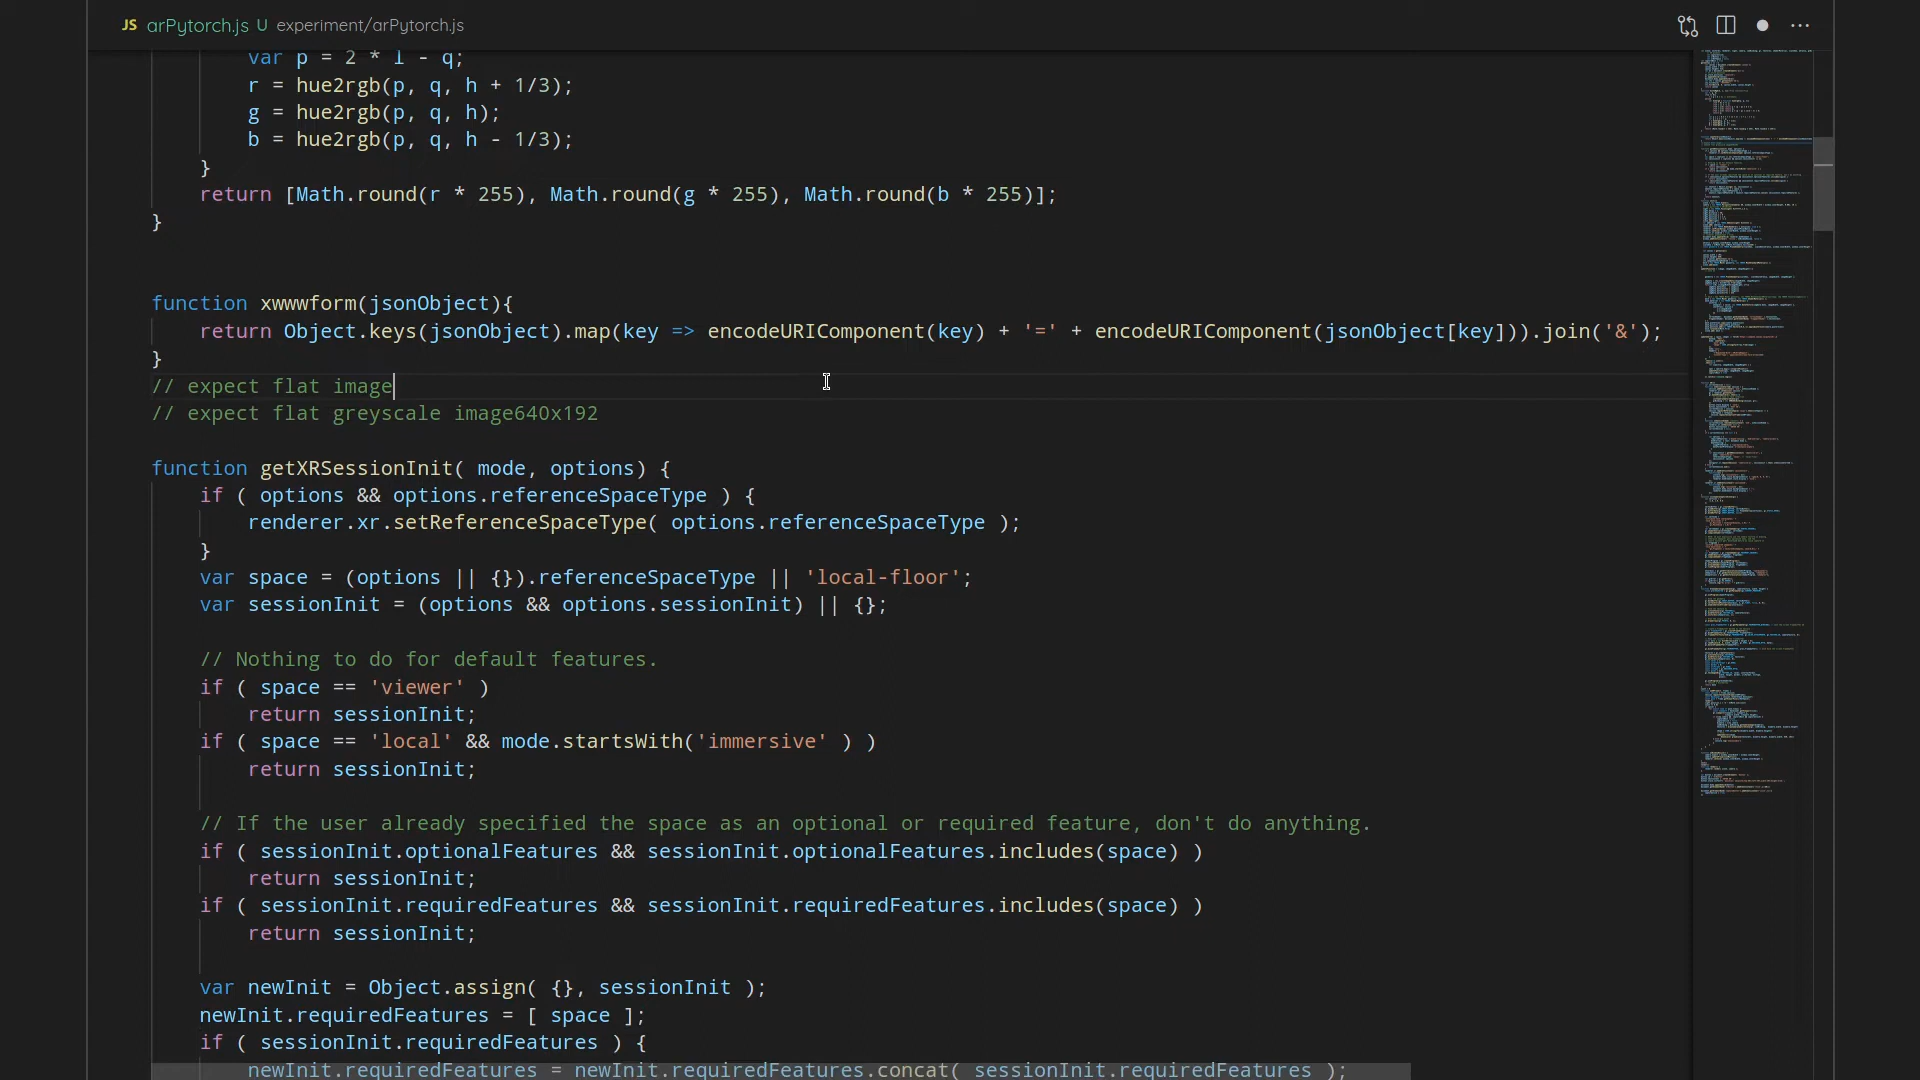 JS arPytorch.js U experiment/arPytorch.js
var p = 2 * l - q;
r = hue2rgb(p, q, h + 1/3);
g = hue2rgb(p, q, h);
b = hue2rgb(p, q, h - 1/3);
}
return [Math.round(r * 255), Math.round(g * 255), Math.round(b * 255)];
}
function xwwwform(jsonObject){
return Object.keys(jsonObject).map(key => encodeURIComponent(key) + '=' + encodeURIComponent(jsonObject[key])).join('&');
}
// expect flat image
// expect flat greyscale image640x192
function getXRSessionInit( mode, options) {
if ( options && options.referenceSpaceType ) {
renderer.xr.setReferenceSpaceType( options.referenceSpaceType );
}
var space = (options || {}).referenceSpaceType || 'local-floor';
var sessionInit = (options && options.sessionInit) || {};
// Nothing to do for default features.
if ( space == 'viewer' )
return sessionInit;
if ( space == 'local' && mode.startsWith('immersive' ) )
return sessionInit;
// If the user already specified the space as an optional or required feature, don't do anything.
if ( sessionInit.optionalFeatures && sessionInit.optionalFeatures.includes(space) )
return sessionInit;
if ( sessionInit.requiredFeatures && sessionInit.requiredFeatures.includes(space) )
return sessionInit;
var newInit = Object.assign( {}, sessionInit );
newInit.requiredFeatures = [ space ];
if ( sessionInit.requiredFeatures ) {
newInit.requiredFeatures = newInit.requiredFeatures.concat( sessionInit.requiredFeatures );